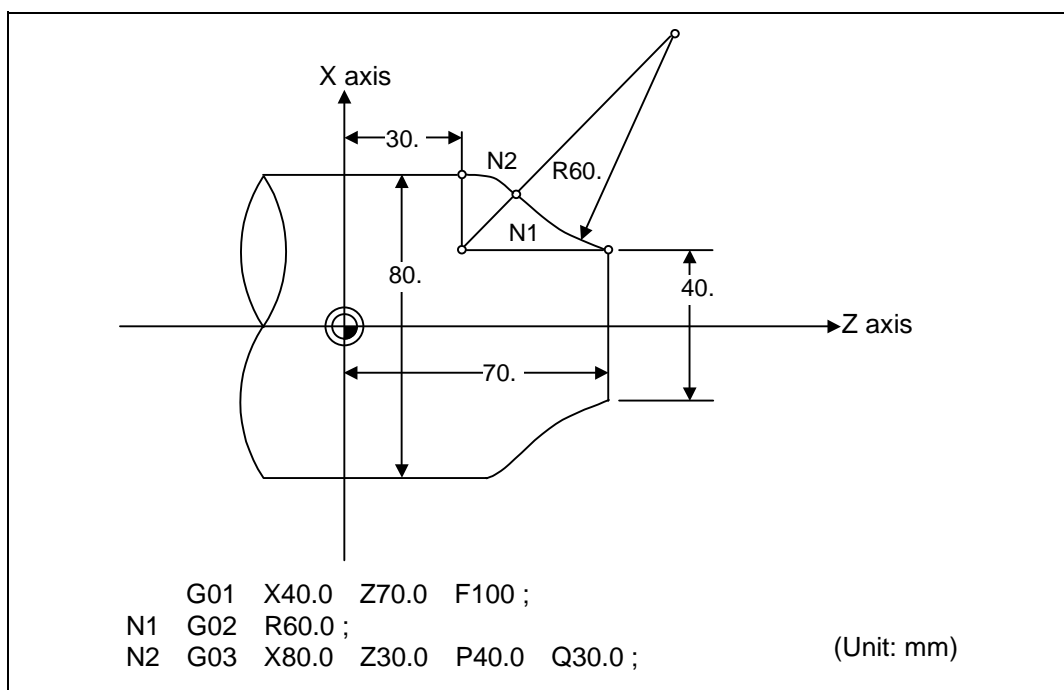 X axis
30.
N2
R60.
N1
80.
40.
Z axis
70.
G01 X40.0 Z70.0 F100 ;
N1 G02 R60.0 ;
N2 G03 X80.0 Z30.0 P40.0 Q30.0 ;
(Unit: mm)